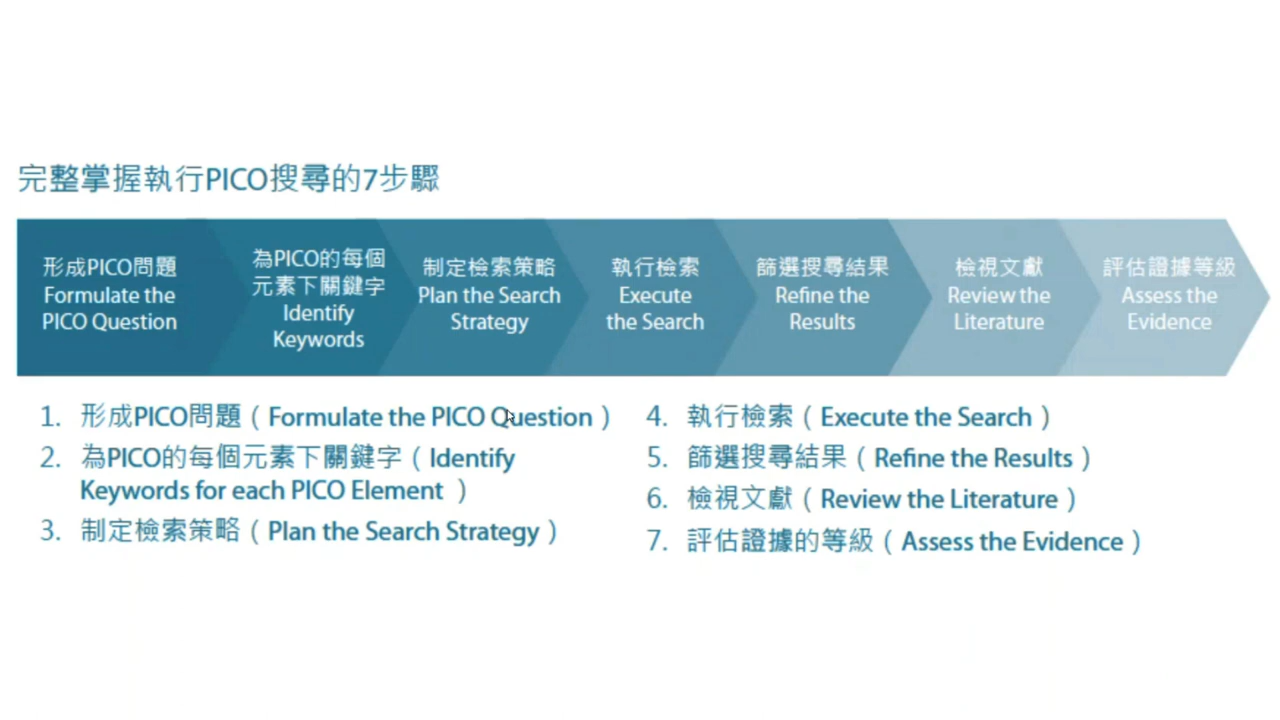 完整掌握執行PICO搜尋的7步驟
形成PICO問題
Formulate the
PICO Question
為PICO的每個
元素下關鍵字
Identify
Keywords
制定檢索策略
Plan the Search
Strategy
執行檢索
Execute
the Search
篩選搜尋結果
Refine the
Results
檢視文獻
Review the
Literature
評估證據等級
Assess the
Evidence
1. 形成PICO問題（Formulate the PICO Question）
2. 為PICO的每個元素下關鍵字（Identify
Keywords for each PICO Element ）
3. 制定檢索策略（Plan the Search Strategy）
4. 執行檢索（Execute the Search）
5. 篩選搜尋結果（Refine the Results）
6. 檢視文獻（Review the Literature）
7. 評估證據的等級（Assess the Evidence）